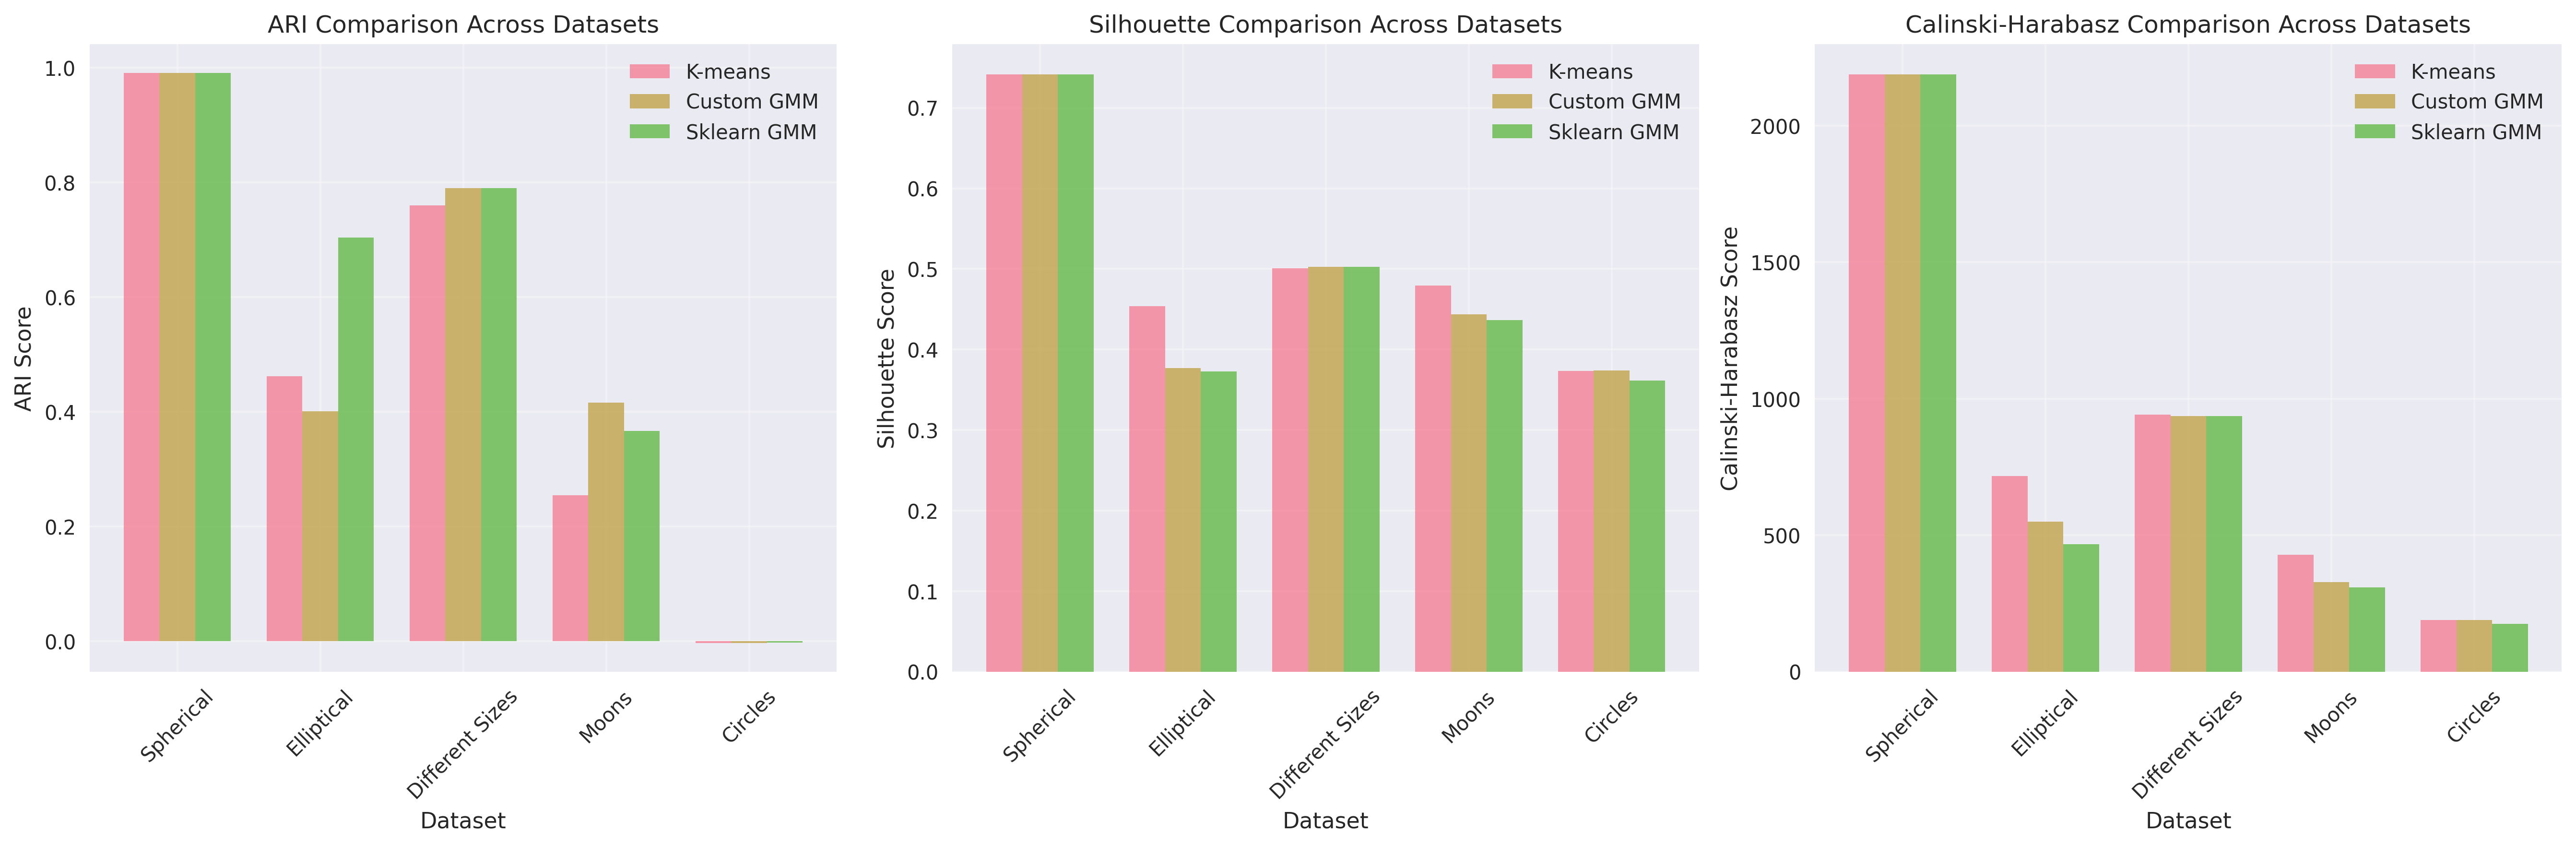 ARI Comparison Across Datasets
ARI Score
1.0
0.8
0.6
0.4
0.2
0.0
K-means
Custom GMM
Sklearn GMM
Spherical
Elliptical
Different Sizes
Moons
Circles
Dataset
Silhouette Comparison Across Datasets
Silhouette Score
0.7
0.6
0.5
0.4
0.3
0.2
0.1
0.0
K-means
Custom GMM
Sklearn GMM
Spherical
Elliptical
Different Sizes
Moons
Circles
Dataset
Calinski-Harabasz Comparison Across Datasets
Calinski-Harabasz Score
2000
1500
1000
500
0
K-means
Custom GMM
Sklearn GMM
Spherical
Elliptical
Different Sizes
Moons
Circles
Dataset